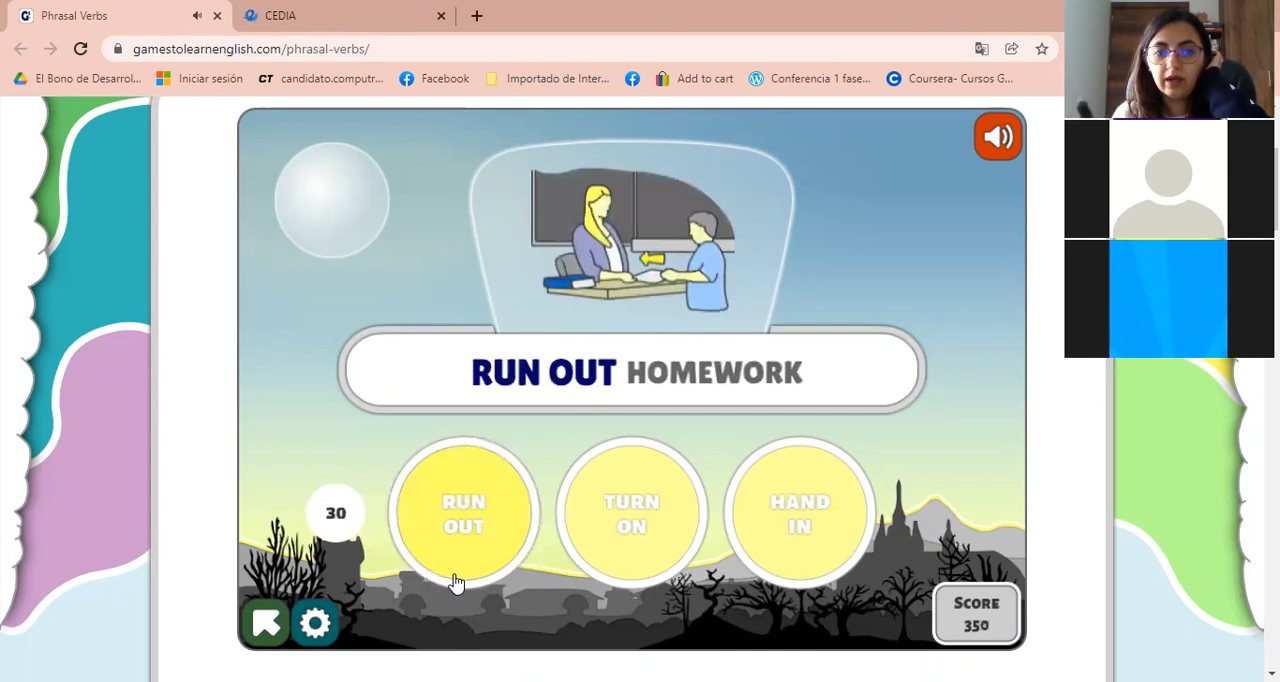 Phrasal Verbs
CEDIA
gamestolearnenglish.com/phrasal-verbs/
El Bono de Desarrol...
Iniciar sesión
CT candidato.computr...
Facebook
Importado de Inter...
Add to cart
Conferencia 1 fase...
Coursera- Cursos G...
RUN OUT HOMEWORK
30
RUN
OUT
TURN
ON
HAND
IN
SCORE
350